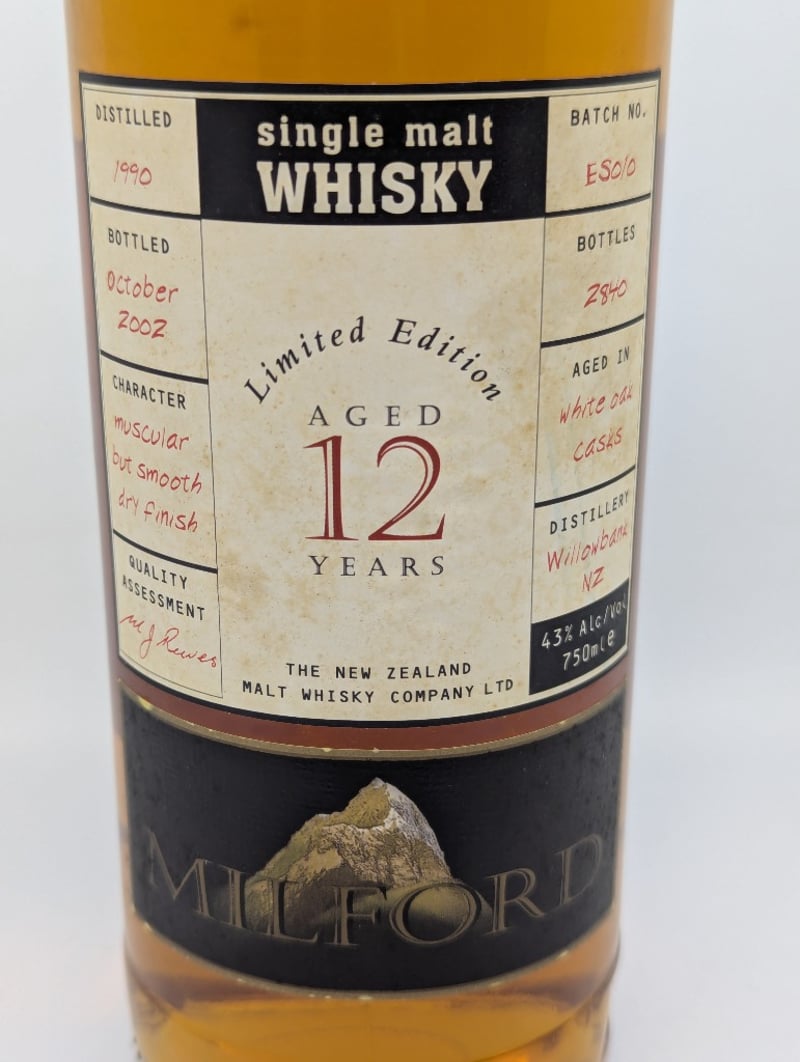 DISTILLED
1990
BOTTLED
October
2002
CHARACTER
muscular
but smooth
dry finish
QUALITY
ASSESSMENT
single malt
WHISKY
Limited Edition
AGED
12
YEARS
THE NEW ZEALAND
MALT WHISKY COMPANY LTD
BATCH NO.
E5010
BOTTLES
2840
AGED IN
white oak
casks
DISTILLERY
Willowbank
NZ
43% Alc/Vol
750ml e
MILFORD